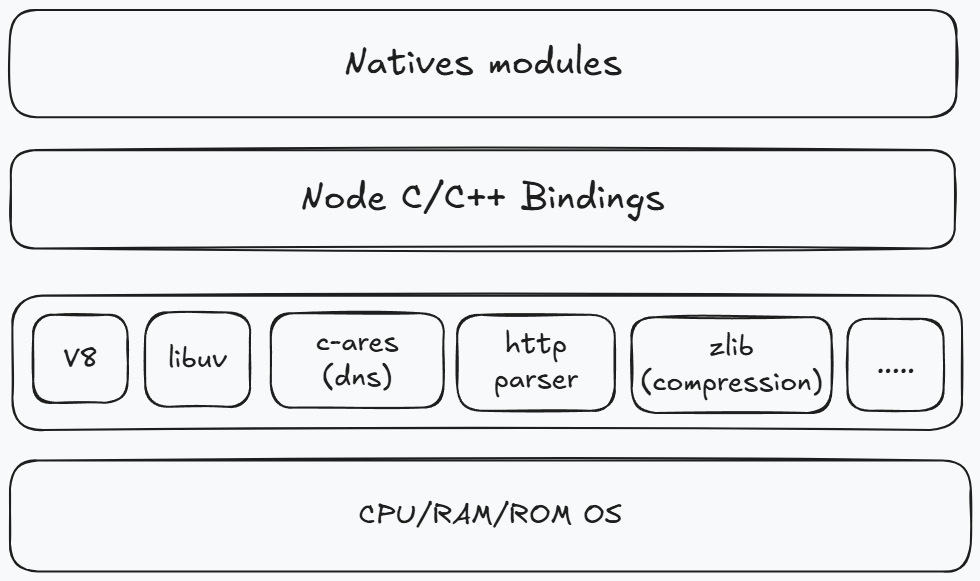 Natives modules
Node C/C++ Bindings
V8
libuv
c-ares
(dns)
http
parser
zlib
(compression)
.....
CPU/RAM/ROM OS